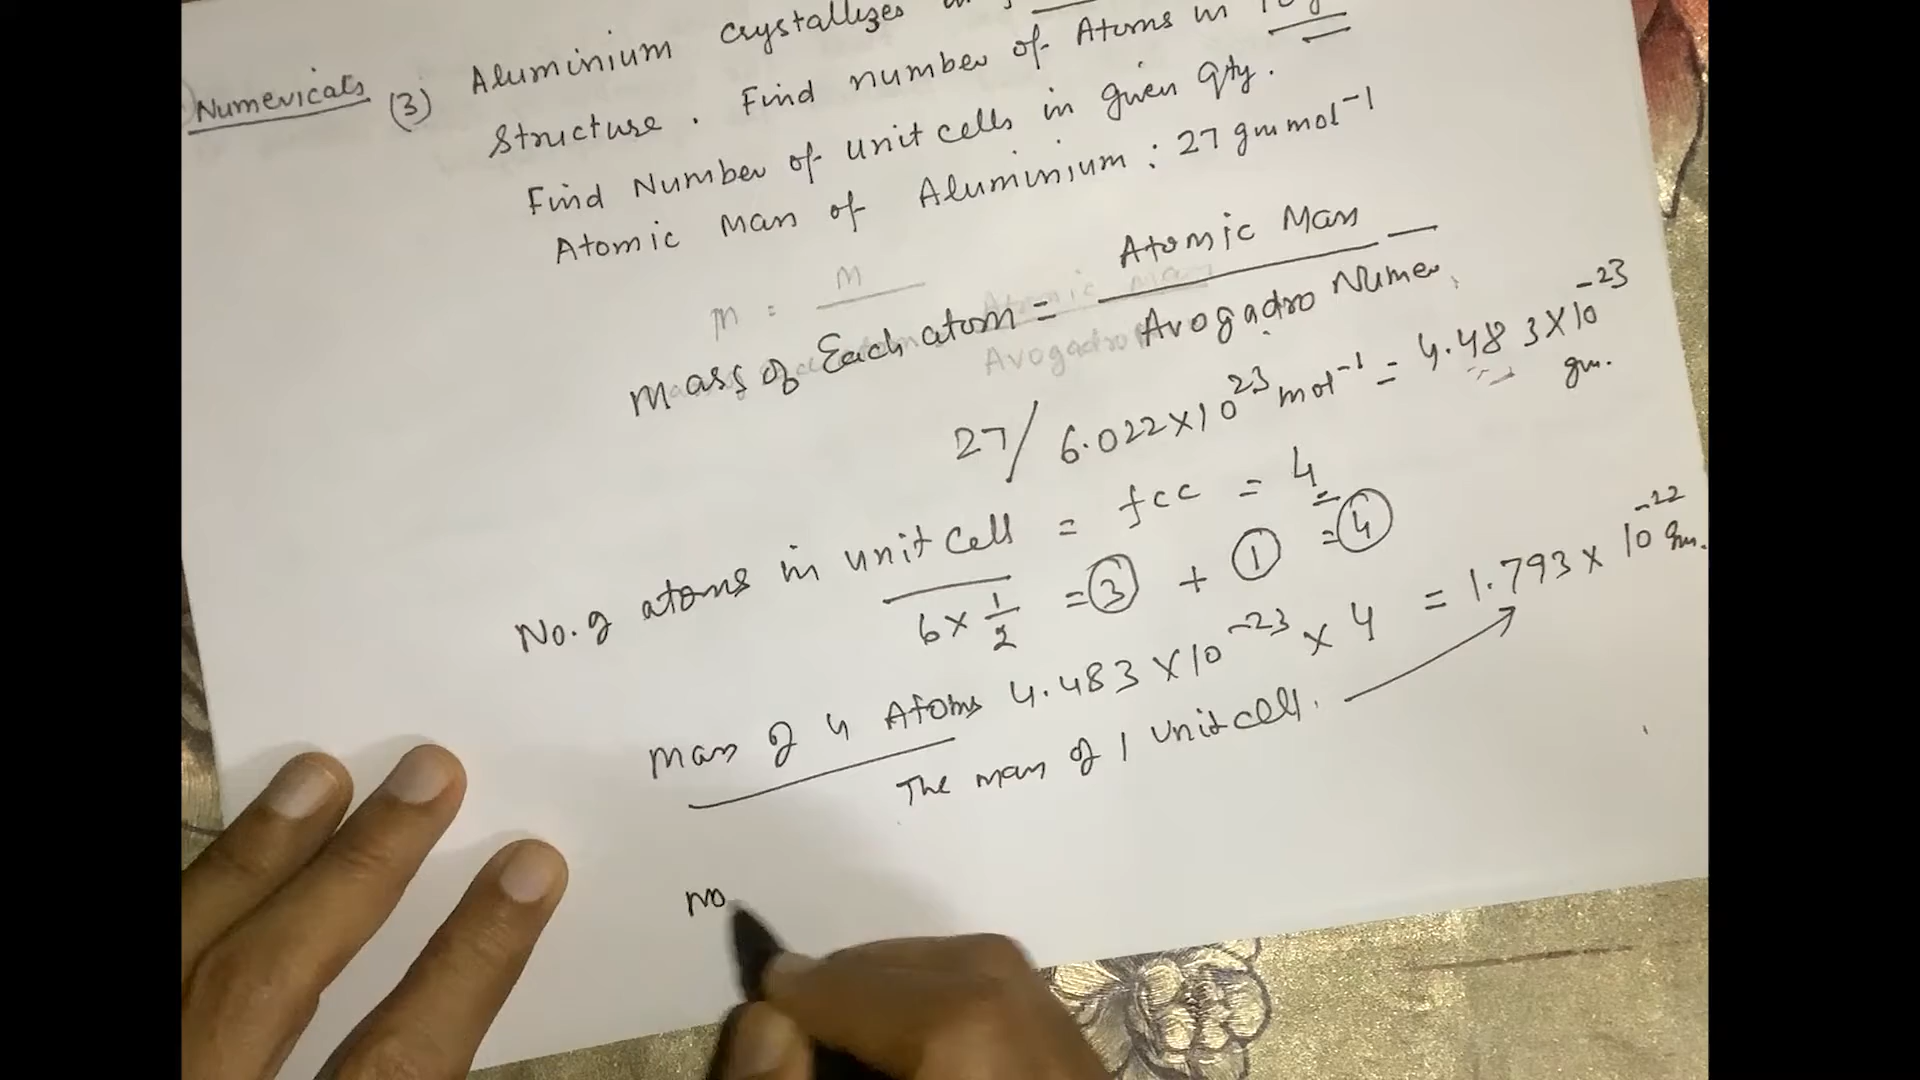 Numericals (3) Aluminium crystallizes
Structure. Find number of Atoms in 10g
Find Number of unit cells in given qty.
Atomic Mass of Aluminium : 27 gm mol⁻¹
m = M
Mass of Each atom = Atomic Mass / Avogadro Numer
27 / 6.022 X 10²³ mol⁻¹ = 4.483 X 10⁻²³ gm.
No. of atoms in unit cell = fcc = 4
6 x 1/2 = 3 + 1 = 4
Mass of 4 Atoms 4.483 X 10⁻²³ x 4 = 1.793 x 10⁻²² gm.
The mass of 1 unit cell.
No